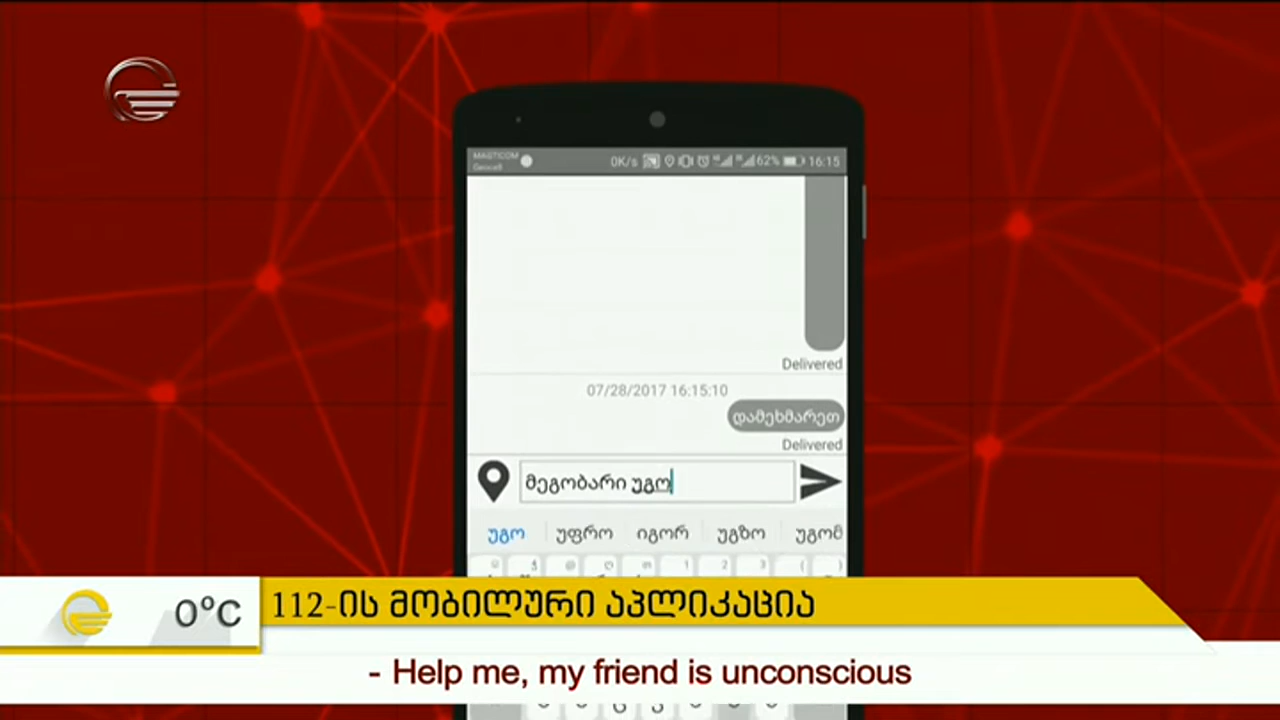 MAGTICOM
Geocell
0K/s
62%
16:15
Delivered
07/28/2017 16:15:10
დამეხმარეთ
Delivered
მეგობარი უგო
უგო უფრო იგორ უგზო უგომ
0°C
112-ის მობილური აპლიკაცია
- Help me, my friend is unconscious